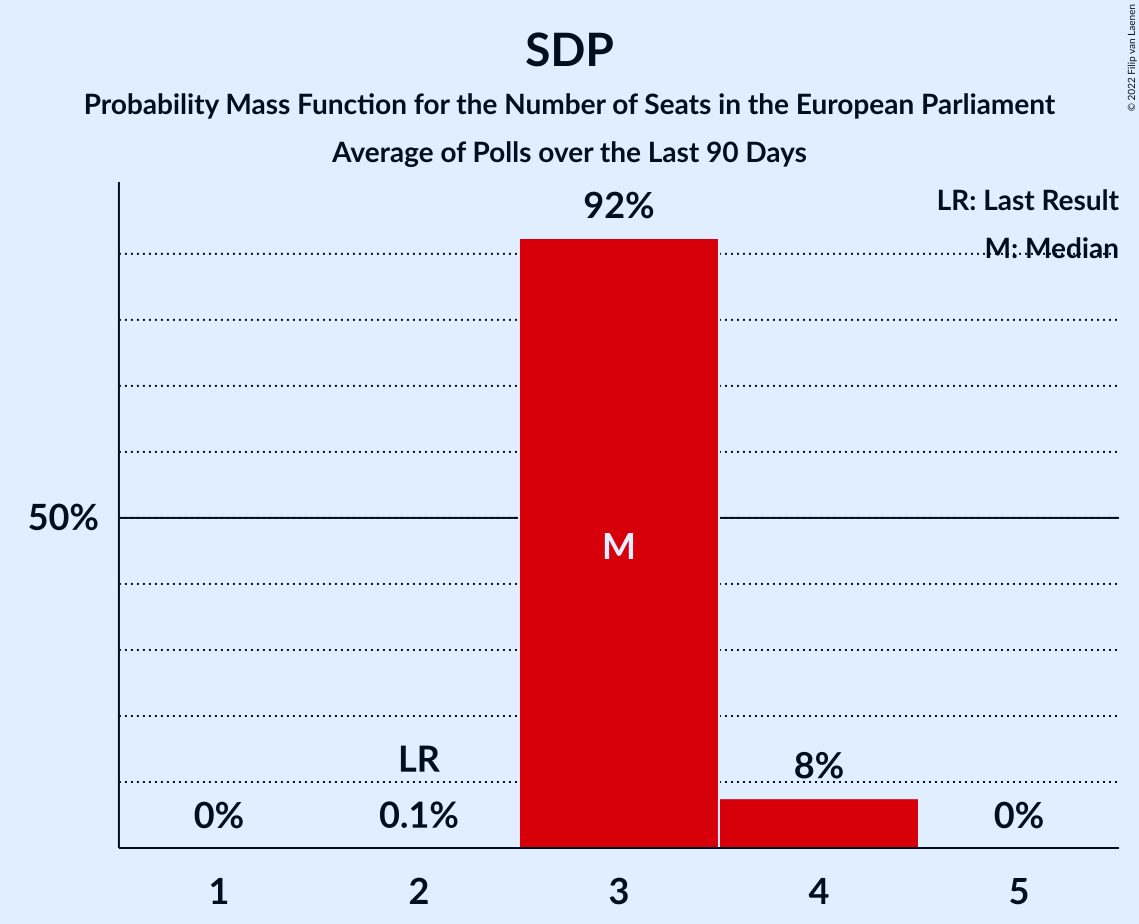 SDP
Probability Mass Function for the Number of Seats in the European Parliament
Average of Polls over the Last 90 Days
© 2022 Filip van Laenen
LR: Last Result
M: Median
92%
50%
M
LR
8%
0%
0.1%
0%
1
2
3
4
5